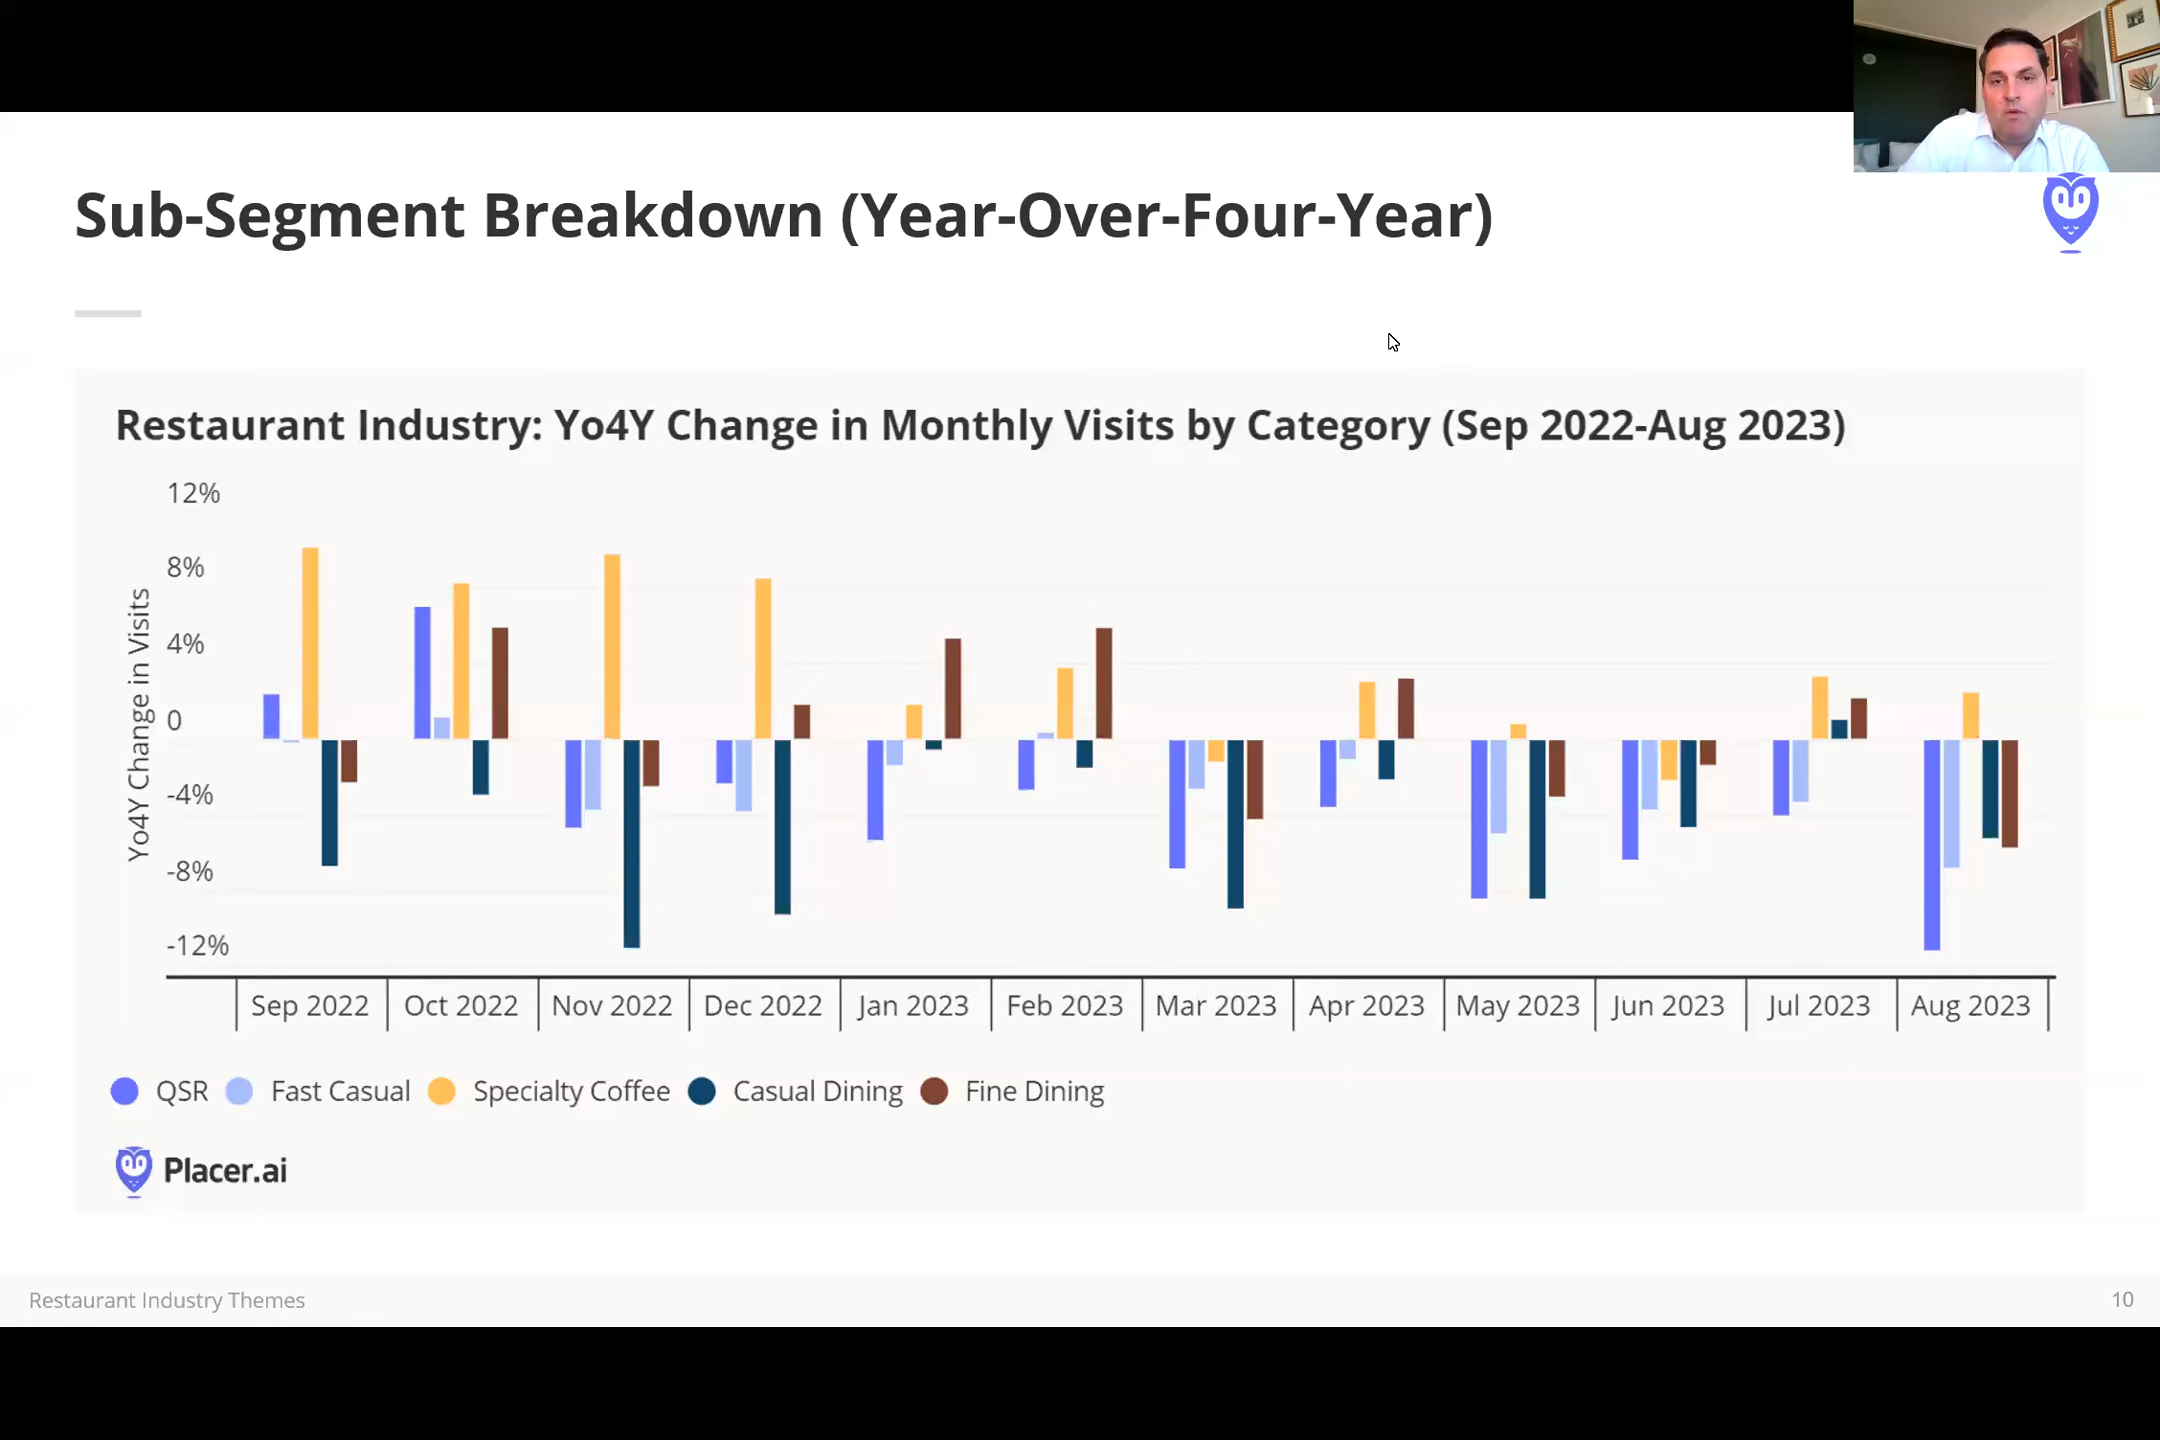 Sub-Segment Breakdown (Year-Over-Four-Year)
Restaurant Industry: Yo4Y Change in Monthly Visits by Category (Sep 2022-Aug 2023)
Yo4Y Change in Visits
12%
8%
4%
0
-4%
-8%
-12%
Sep 2022 Oct 2022 Nov 2022 Dec 2022 Jan 2023 Feb 2023 Mar 2023 Apr 2023 May 2023 Jun 2023 Jul 2023 Aug 2023
QSR Fast Casual Specialty Coffee Casual Dining Fine Dining
Placer.ai
Restaurant Industry Themes 10